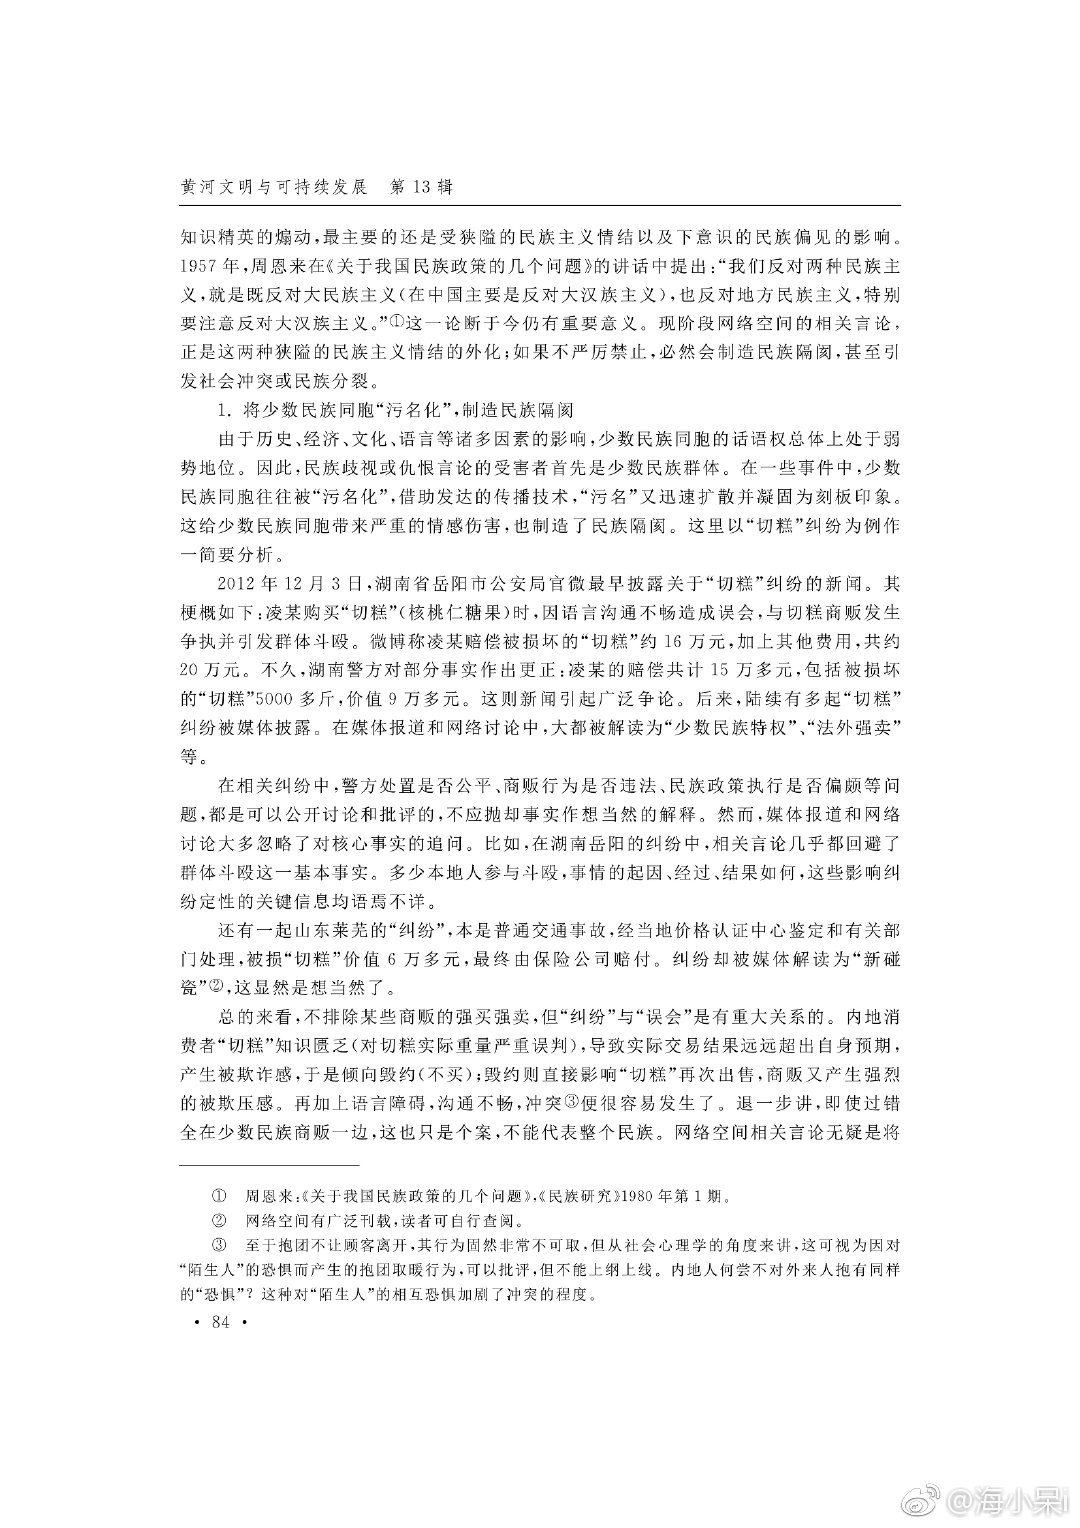 黄河文明与可持续发展　第 13 辑
知识精英的煽动，最主要的还是受狭隘的民族主义情结以及下意识的民族偏见的影响。
1957 年，周恩来在《关于我国民族政策的几个问题》的讲话中提出：“我们反对两种民族主
义，就是既反对大民族主义（在中国主要是反对大汉族主义），也反对地方民族主义，特别
要注意反对大汉族主义。”①这一论断于今仍有重要意义。现阶段网络空间的相关言论，
正是这两种狭隘的民族主义情结的外化；如果不严厉禁止，必然会制造民族隔阂，甚至引
发社会冲突或民族分裂。
1. 将少数民族同胞“污名化”，制造民族隔阂
由于历史、经济、文化、语言等诸多因素的影响，少数民族同胞的话语权总体上处于弱
势地位。因此，民族歧视或仇恨言论的受害者首先是少数民族群体。在一些事件中，少数
民族同胞往往被“污名化”，借助发达的传播技术，“污名”又迅速扩散并凝固为刻板印象。
这给少数民族同胞带来严重的情感伤害，也制造了民族隔阂。这里以“切糕”纠纷为例作
一简要分析。
2012 年 12 月 3 日，湖南省岳阳市公安局官微最早披露关于“切糕”纠纷的新闻。其
梗概如下：凌某购买“切糕”（核桃仁糖果）时，因语言沟通不畅造成误会，与切糕商贩发生
争执并引发群体斗殴。微博称凌某赔偿被损坏的“切糕”约 16 万元，加上其他费用，共约
20 万元。不久，湖南警方对部分事实作出更正：凌某的赔偿共计 15 万多元，包括被损坏
的“切糕”5000 多斤，价值 9 万多元。这则新闻引起广泛争论。后来，陆续有多起“切糕”
纠纷被媒体披露。在媒体报道和网络讨论中，大都被解读为“少数民族特权”、“法外强卖”
等。
在相关纠纷中，警方处置是否公平、商贩行为是否违法、民族政策执行是否偏颇等问
题，都是可以公开讨论和批评的，不应抛却事实作想当然的解释。然而，媒体报道和网络
讨论大多忽略了对核心事实的追问。比如，在湖南岳阳的纠纷中，相关言论几乎都回避了
群体斗殴这一基本事实。多少本地人参与斗殴，事情的起因、经过、结果如何，这些影响纠
纷定性的关键信息均语焉不详。
还有一起山东莱芜的“纠纷”，本是普通交通事故，经当地价格认证中心鉴定和有关部
门处理，被损“切糕”价值 6 万多元，最终由保险公司赔付。纠纷却被媒体解读为“新碰
瓷”②，这显然是想当然了。
总的来看，不排除某些商贩的强买强卖，但“纠纷”与“误会”是有重大关系的。内地消
费者“切糕”知识匮乏（对切糕实际重量严重误判），导致实际交易结果远远超出自身预期，
产生被欺诈感，于是倾向毁约（不买）；毁约则直接影响“切糕”再次出售，商贩又产生强烈
的被欺压感。再加上语言障碍，沟通不畅，冲突③便很容易发生了。退一步讲，即使过错
全在少数民族商贩一边，这也只是个案，不能代表整个民族。网络空间相关言论无疑是将
①　周恩来：《关于我国民族政策的几个问题》，《民族研究》1980 年第 1 期。
②　网络空间有广泛刊载，读者可自行查阅。
③　至于抱团不让顾客离开，其行为固然非常不可取，但从社会心理学的角度来讲，这可视为因对
“陌生人”的恐惧而产生的抱团取暖行为，可以批评，但不能上纲上线。内地人何尝不对外来人抱有同样
的“恐惧”？这种对“陌生人”的相互恐惧加剧了冲突的程度。
· 84 ·
@海小呆i